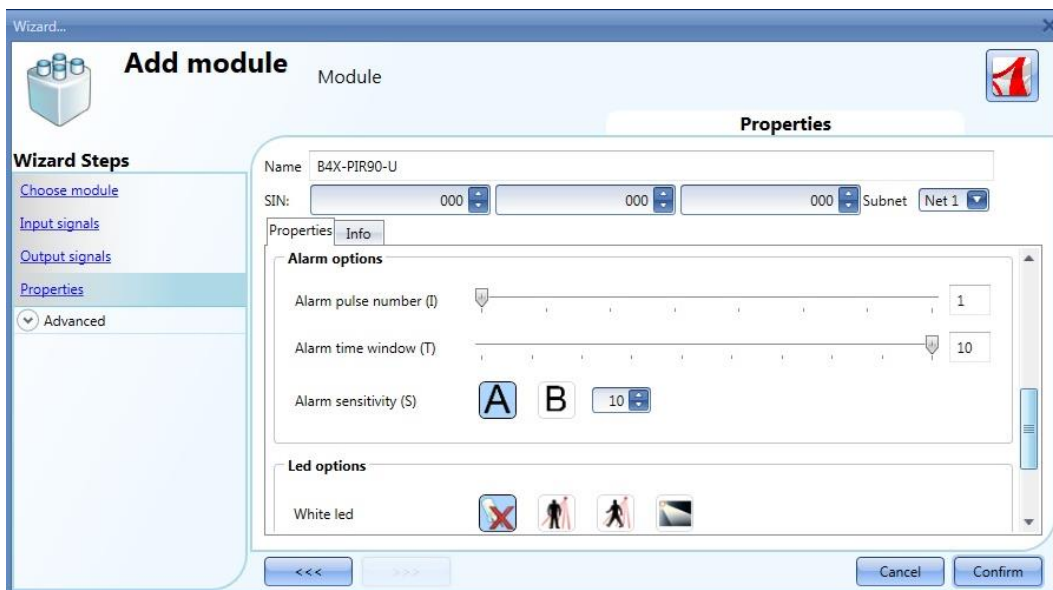 Wizard...
Add module
Module
Properties
Wizard Steps
Choose module
Input signals
Output signals
Properties
Advanced
Name B4X-PIR90-U
SIN: 000 000 000 Subnet Net 1
Properties Info
Alarm options
Alarm pulse number (I) 1
Alarm time window (T) 10
Alarm sensitivity (S) A B 10
Led options
White led
<<< >>> Cancel Confirm